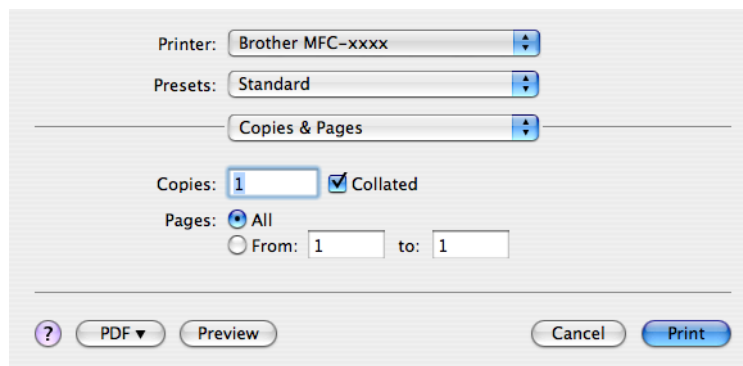 Printer: Brother MFC-xxxx
Presets: Standard
Copies & Pages
Copies: 1 Collated
Pages: All
From: 1 to: 1
? PDF▼ Preview Cancel Print